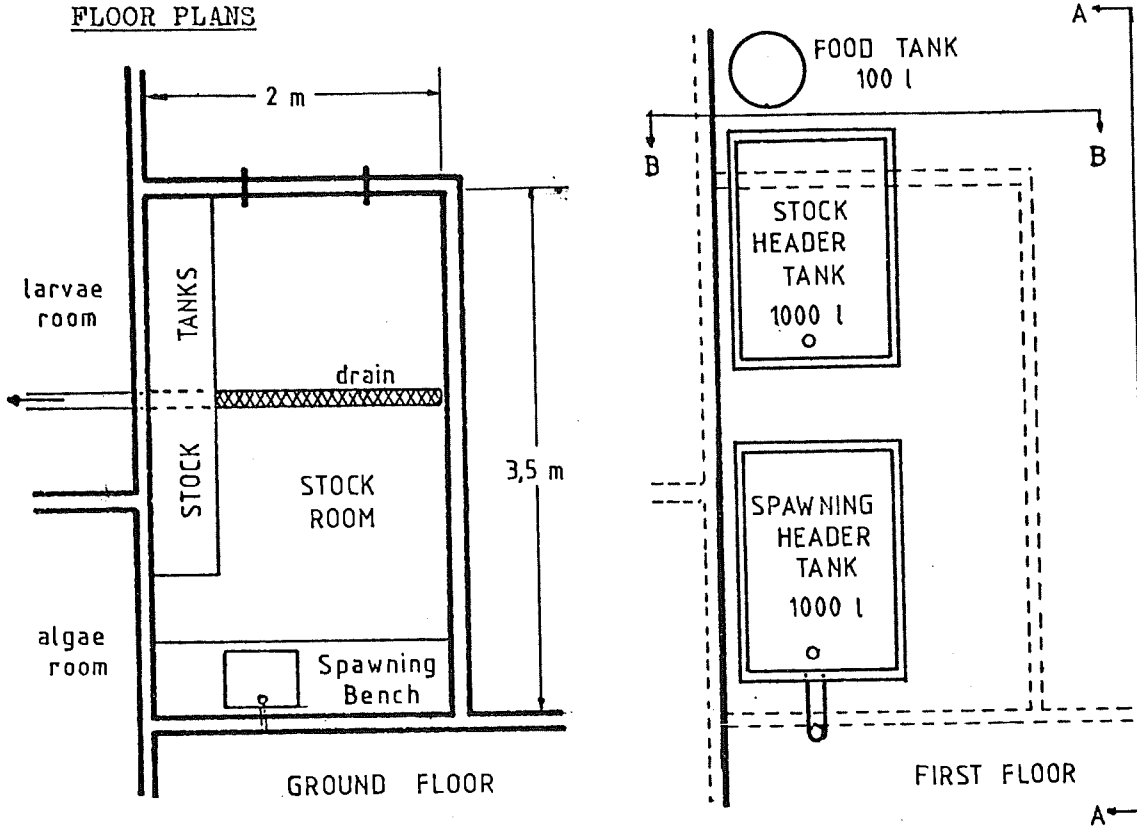 FLOOR PLANS
2 m
larvae
room
TANKS
STOCK
drain
3,5 m
STOCK
ROOM
algae
room
Spawning
Bench
GROUND FLOOR
A
FOOD TANK
100 l
B
B
STOCK
HEADER
TANK
1000 l
SPAWNING
HEADER
TANK
1000 l
FIRST FLOOR
A